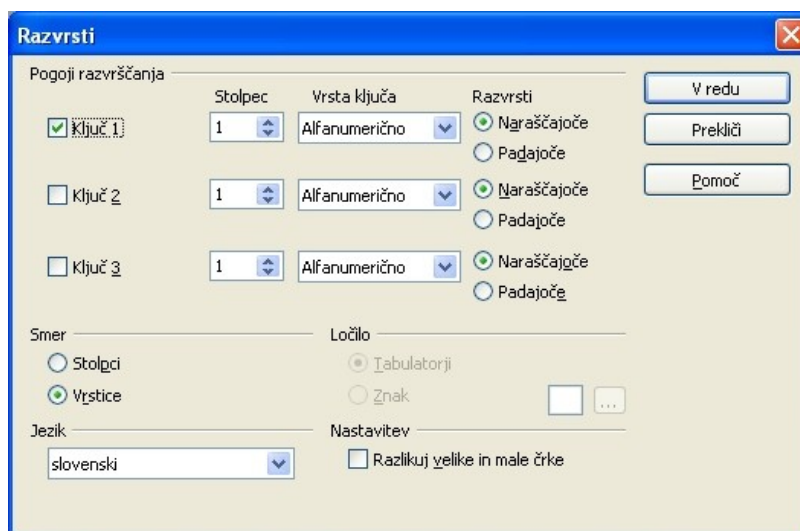 Razvrsti
Pogoji razvrščanja
Stolpec Vrsta ključa Razvrsti
Ključ 1 1 Alfanumerično Naraščajoče
Padajoče
Ključ 2 1 Alfanumerično Naraščajoče
Padajoče
Ključ 3 1 Alfanumerično Naraščajoče
Padajoče
V redu
Prekliči
Pomoč
Smer
Stolpci
Vrstice
Ločilo
Tabulatorji
Znak ...
Jezik
slovenski
Nastavitev
Razlikuj velike in male črke